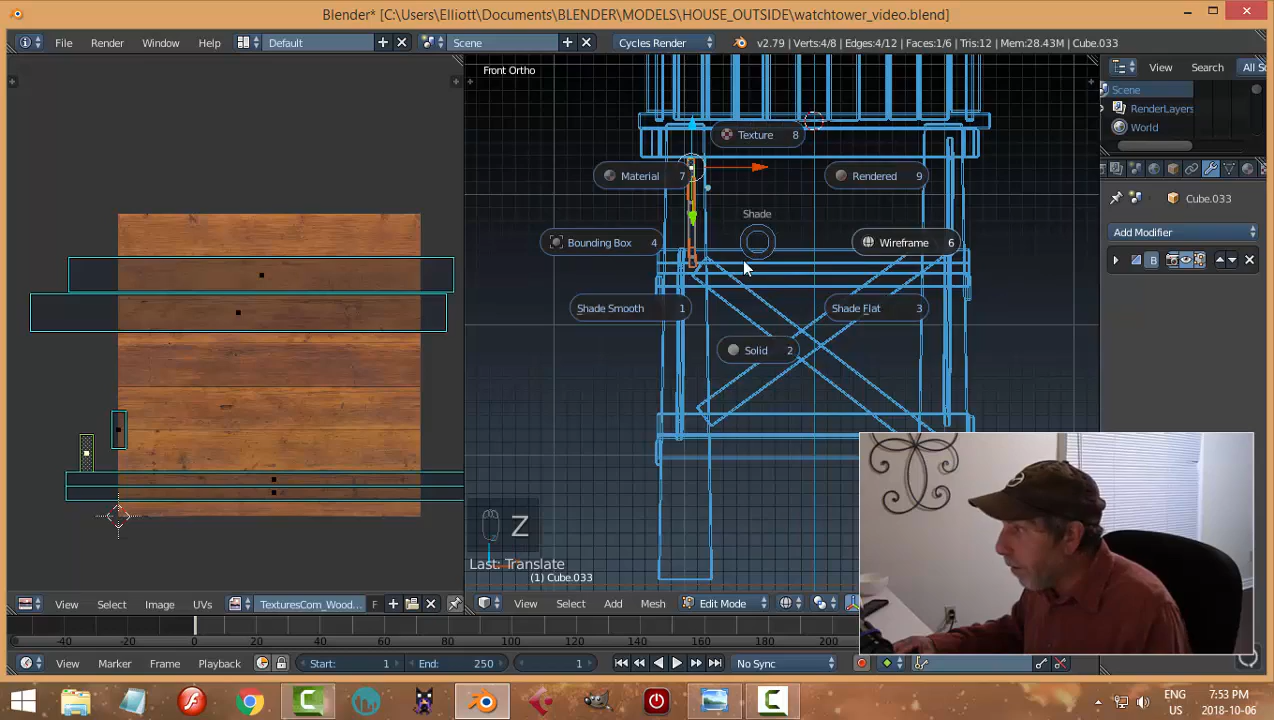 Blender* [C:\Users\Elliott\Documents\BLENDER\MODELS\HOUSE_OUTSIDE\watchtower_video.blend]
File Render Window Help Default Scene Cycles Render v2.79 | Verts:4/8 | Edges:4/12 | Faces:1/6 | Tris:12 | Mem:28.43M | Cube.033
View Search All S
Front Ortho
Scene
RenderLayers
World
Texture 8
Material 7
Rendered 9
Cube.033
Shade
Add Modifier
Bounding Box 4
Wireframe 6
B
Shade Smooth 1
Shade Flat 3
Solid 2
Z
Last: Translate
(1) Cube.033
View Select Image UVs TexturesCom_Wood... F View Select Add Mesh Edit Mode
-40 -20 0 20 40 60 80 100 120 140 160 180 200
View Marker Frame Playback Start: 1 End: 250 1 No Sync
ENG 7:53 PM
US 2018-10-06